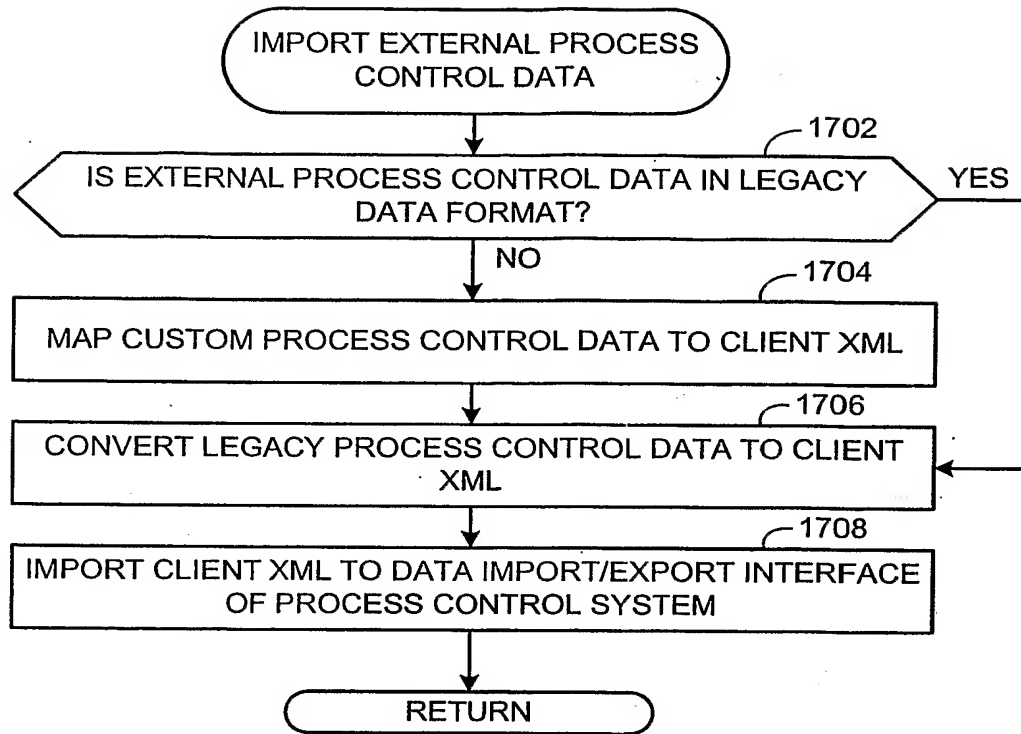 IMPORT EXTERNAL PROCESS
CONTROL DATA
1702
IS EXTERNAL PROCESS CONTROL DATA IN LEGACY
DATA FORMAT?
YES
NO
1704
MAP CUSTOM PROCESS CONTROL DATA TO CLIENT XML
1706
CONVERT LEGACY PROCESS CONTROL DATA TO CLIENT
XML
1708
IMPORT CLIENT XML TO DATA IMPORT/EXPORT INTERFACE
OF PROCESS CONTROL SYSTEM
RETURN